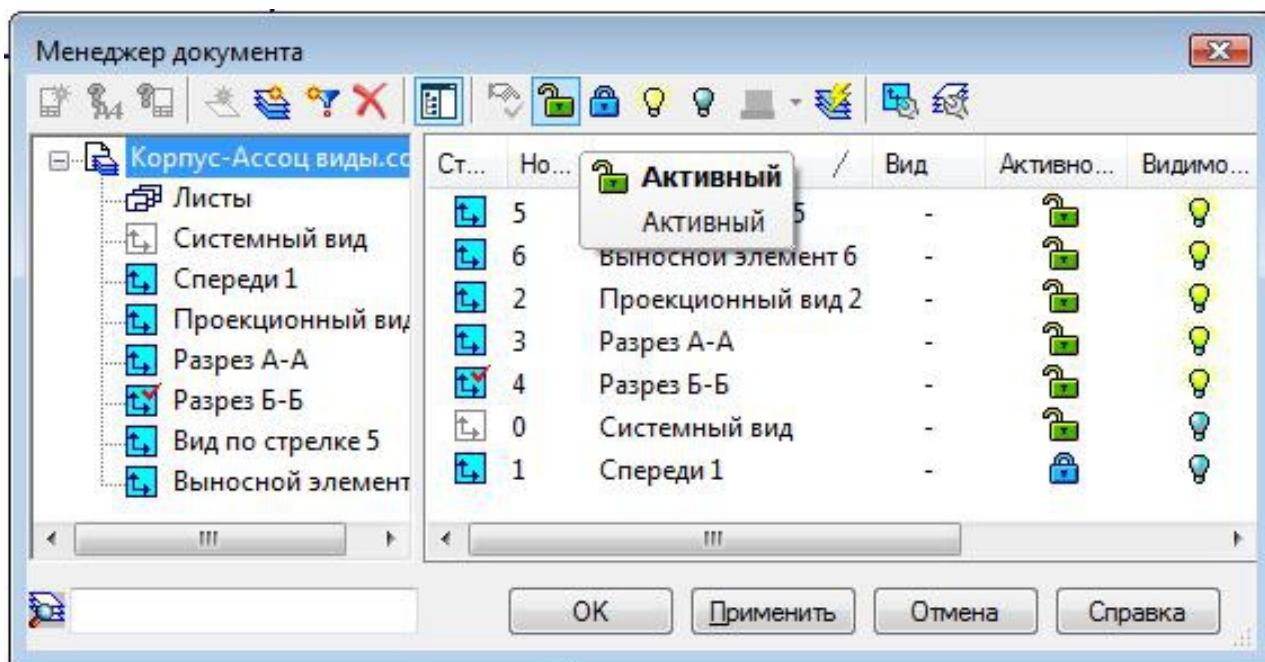 Менеджер документа
Корпус-Ассоц виды.cd
Листы
Системный вид
Спереди 1
Проекционный вид
Разрез А-А
Разрез Б-Б
Вид по стрелке 5
Выносной элемент
Ст... Но... / Вид Активно... Видимо...
Активный
Активный
5 5 -
6 Выносной элемент 6 -
2 Проекционный вид 2 -
3 Разрез А-А -
4 Разрез Б-Б -
0 Системный вид -
1 Спереди 1 -
OK Применить Отмена Справка